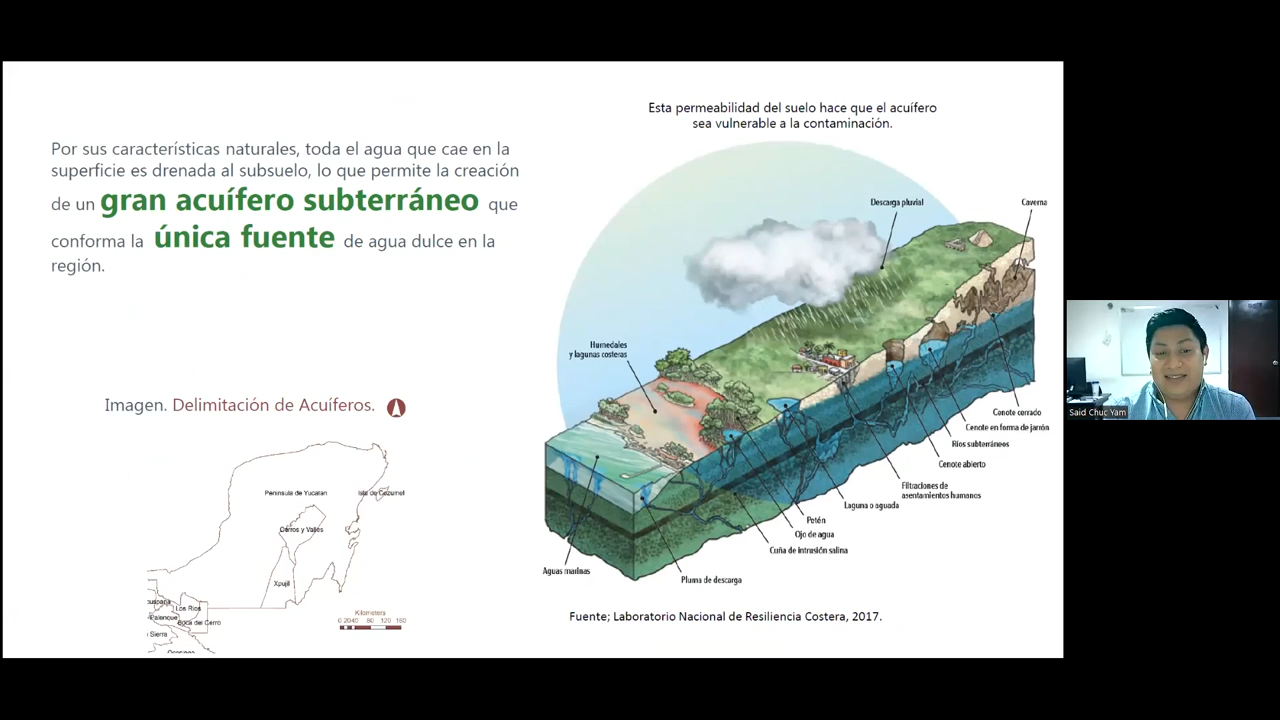 Por sus características naturales, toda el agua que cae en la
superficie es drenada al subsuelo, lo que permite la creación
de un gran acuífero subterráneo que
conforma la única fuente de agua dulce en la
región.
Imagen. Delimitación de Acuíferos.
Peninsula de Yucatan
Isla de Cozumel
Cerros y Valles
Xpujil
Los Rios
Palenque
Boca del Cerro
Sierra
Kilometers
0 20 40 80 120 160
Esta permeabilidad del suelo hace que el acuífero
sea vulnerable a la contaminación.
Descarga pluvial
Caverna
Humedales
y lagunas costeras
Cenote cerrado
Cenote en forma de jarrón
Ríos subterráneos
Cenote abierto
Filtraciones de
asentamientos humanos
Laguna o aguada
Petén
Ojo de agua
Cuña de intrusión salina
Aguas marinas
Pluma de descarga
Fuente; Laboratorio Nacional de Resiliencia Costera, 2017.
Said Chuc Yam